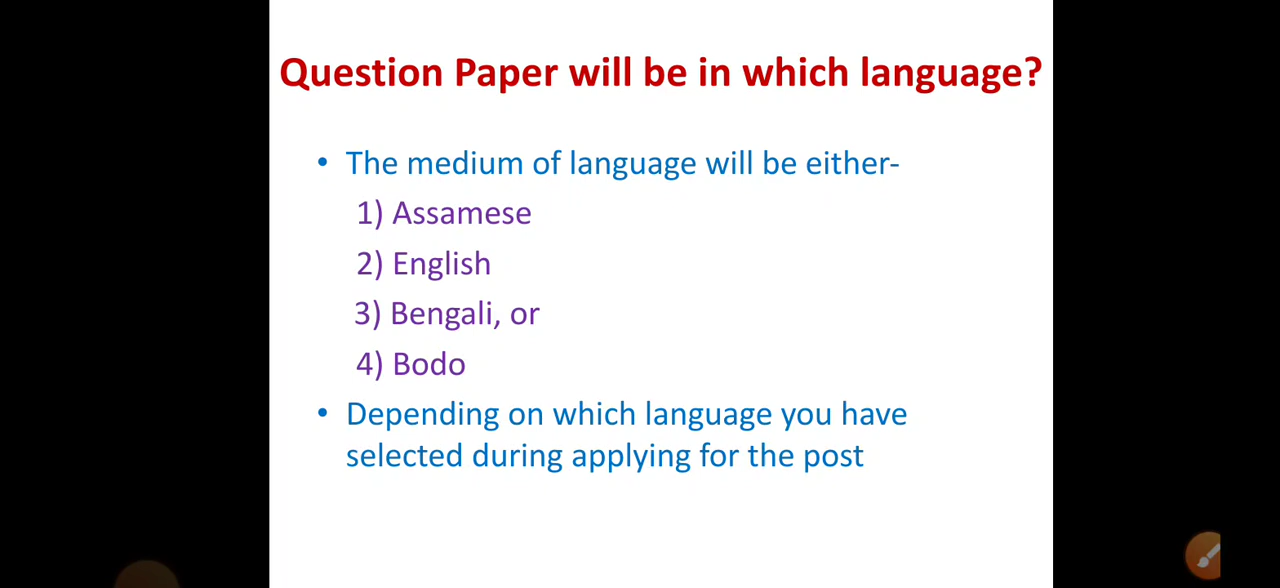 Question Paper will be in which language?
• The medium of language will be either-
1) Assamese
2) English
3) Bengali, or
4) Bodo
• Depending on which language you have
selected during applying for the post